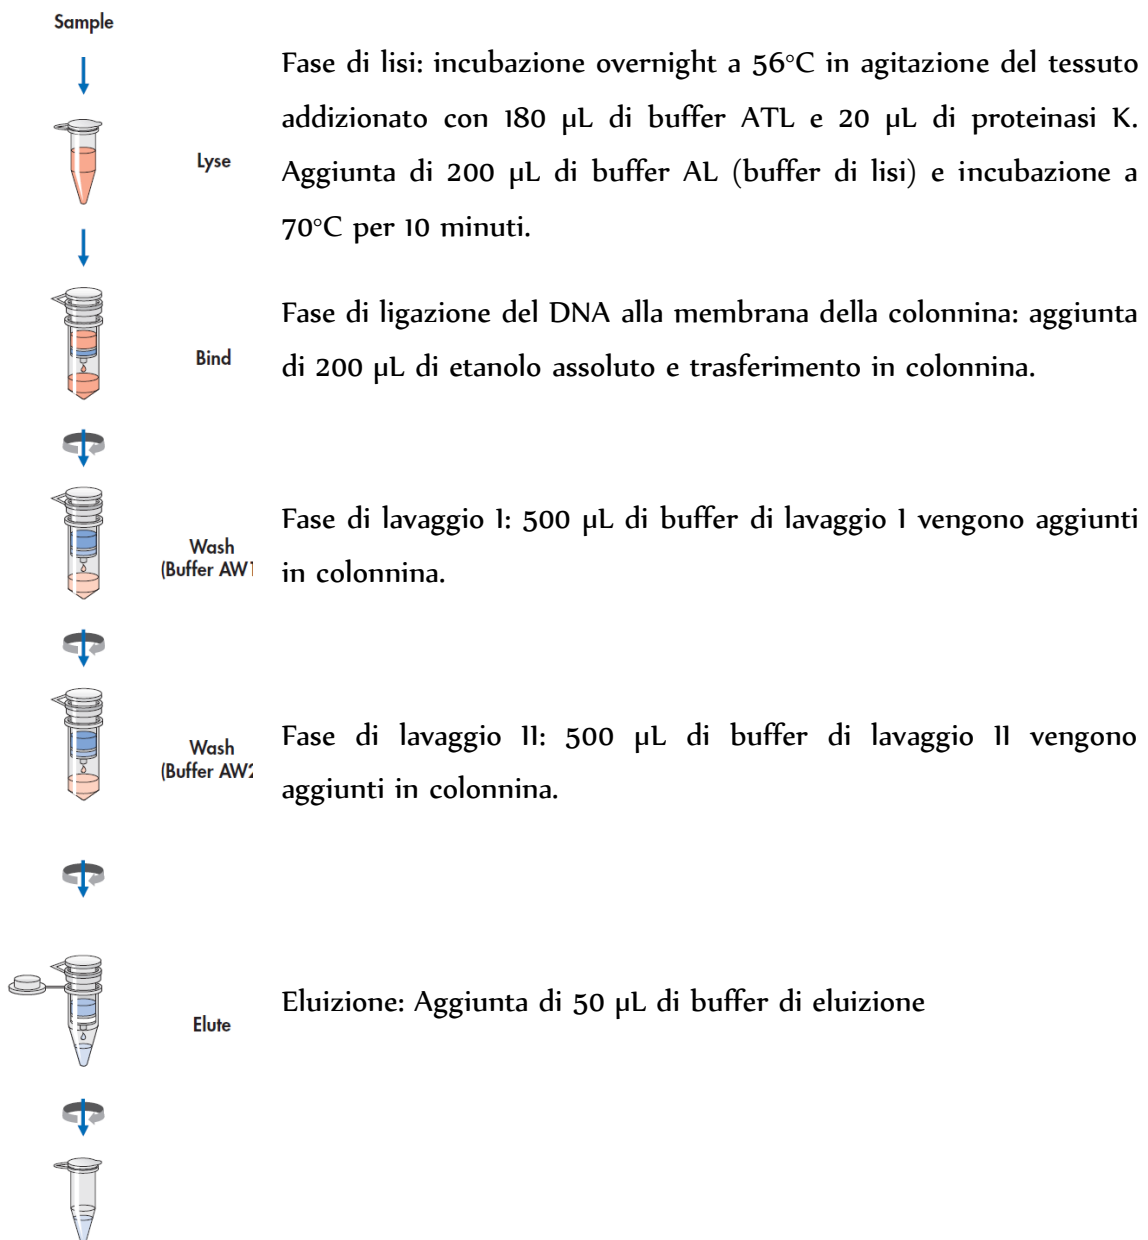 Sample
Fase di lisi: incubazione overnight a 56°C in agitazione del tessuto
addizionato con 180 µL di buffer ATL e 20 µL di proteinasi K.
Lyse
Aggiunta di 200 µL di buffer AL (buffer di lisi) e incubazione a
70°C per 10 minuti.
Fase di ligazione del DNA alla membrana della colonnina: aggiunta
Bind
di 200 µL di etanolo assoluto e trasferimento in colonnina.
Fase di lavaggio I: 500 µL di buffer di lavaggio I vengono aggiunti
in colonnina.
Wash
(Buffer AW1
Fase di lavaggio II: 500 µL di buffer di lavaggio II vengono
aggiunti in colonnina.
Wash
(Buffer AW2
Eluizione: Aggiunta di 50 µL di buffer di eluizione
Elute